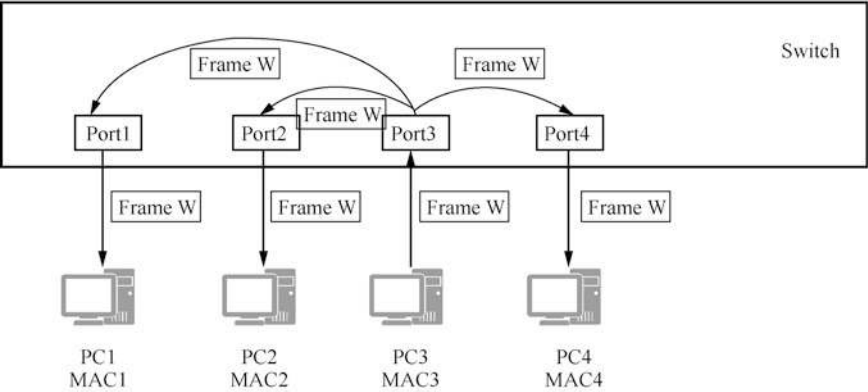 Switch
Frame W
Frame W
Frame W
Port1
Port2
Port3
Port4
Frame W
Frame W
Frame W
Frame W
PC1
MAC1
PC2
MAC2
PC3
MAC3
PC4
MAC4